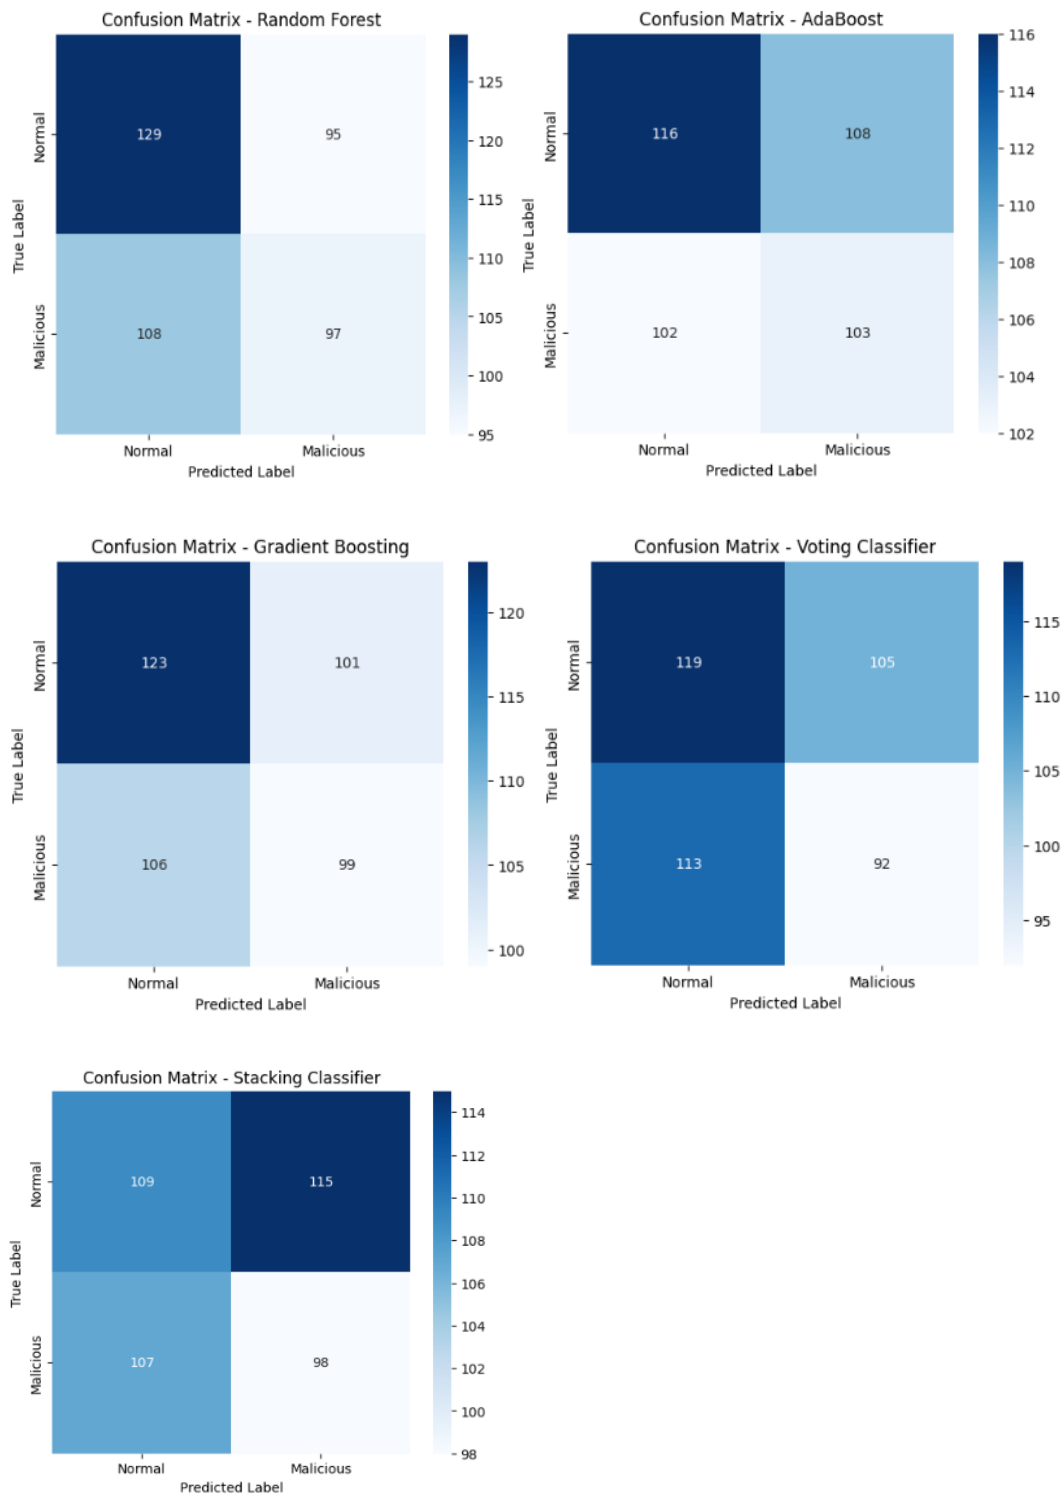 Confusion Matrix - Random Forest
129 95
108 97
Normal
Malicious
True Label
Normal Malicious
Predicted Label
125
120
115
110
105
100
95
Confusion Matrix - AdaBoost
116 108
102 103
Normal
Malicious
True Label
Normal Malicious
Predicted Label
116
114
112
110
108
106
104
102
Confusion Matrix - Gradient Boosting
123 101
106 99
Normal
Malicious
True Label
Normal Malicious
Predicted Label
120
115
110
105
100
Confusion Matrix - Voting Classifier
119 105
113 92
Normal
Malicious
True Label
Normal Malicious
Predicted Label
115
110
105
100
95
Confusion Matrix - Stacking Classifier
109 115
107 98
Normal
Malicious
True Label
Normal Malicious
Predicted Label
114
112
110
108
106
104
102
100
98